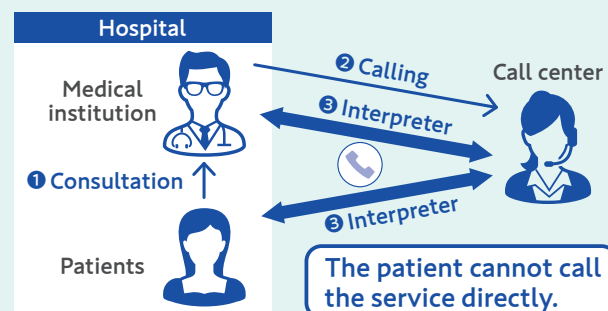 Hospital
Medical
institution
❶ Consultation
Patients
❷ Calling
❸ Interpreter
❸ Interpreter
Call center
The patient cannot call
the service directly.